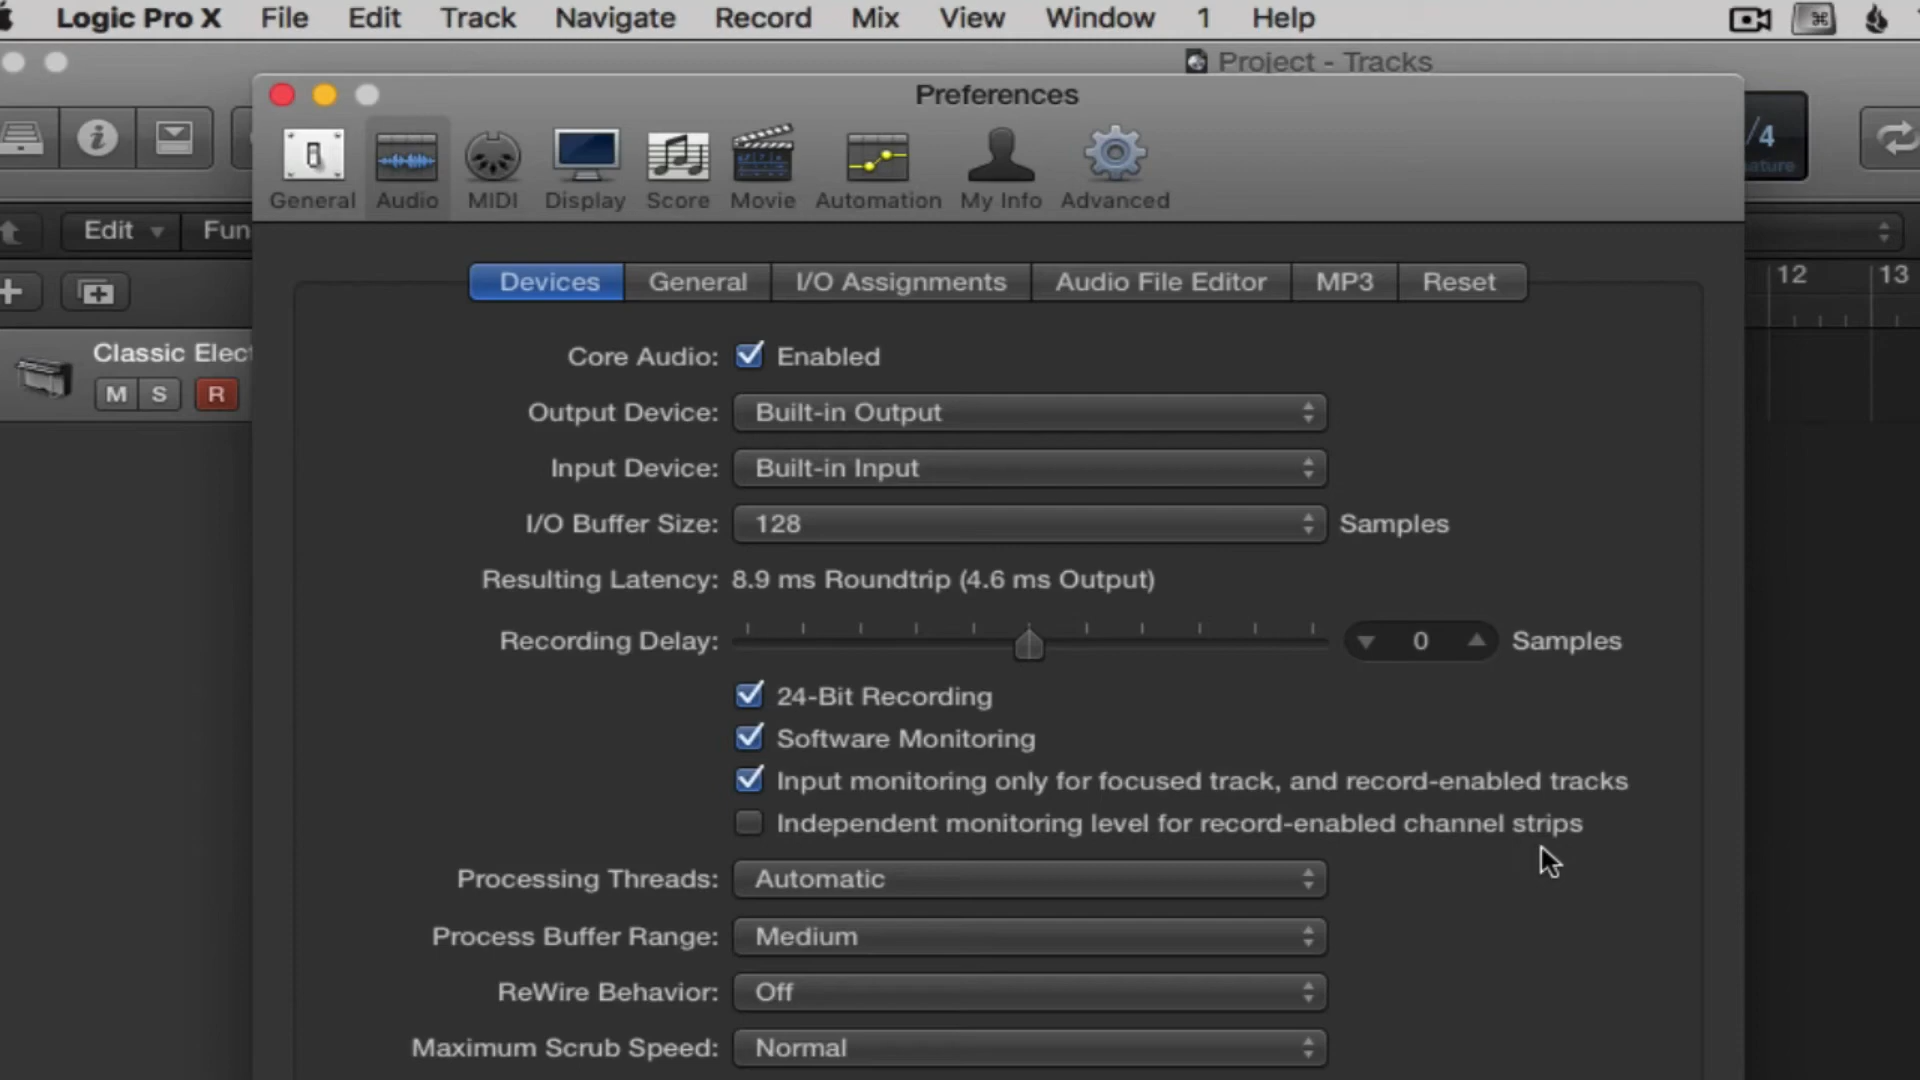 Logic Pro X File Edit Track Navigate Record Mix View Window 1 Help
Project - Tracks
Preferences
/4
General Audio MIDI Display Score Movie Automation My Info Advanced
Edit Fun
Devices General I/O Assignments Audio File Editor MP3 Reset
12 13
Core Audio: Enabled
Classic Elect
M S R
Output Device: Built-in Output
Input Device: Built-in Input
I/O Buffer Size: 128 Samples
Resulting Latency: 8.9 ms Roundtrip (4.6 ms Output)
Recording Delay: 0 Samples
24-Bit Recording
Software Monitoring
Input monitoring only for focused track, and record-enabled tracks
Independent monitoring level for record-enabled channel strips
Processing Threads: Automatic
Process Buffer Range: Medium
ReWire Behavior: Off
Maximum Scrub Speed: Normal